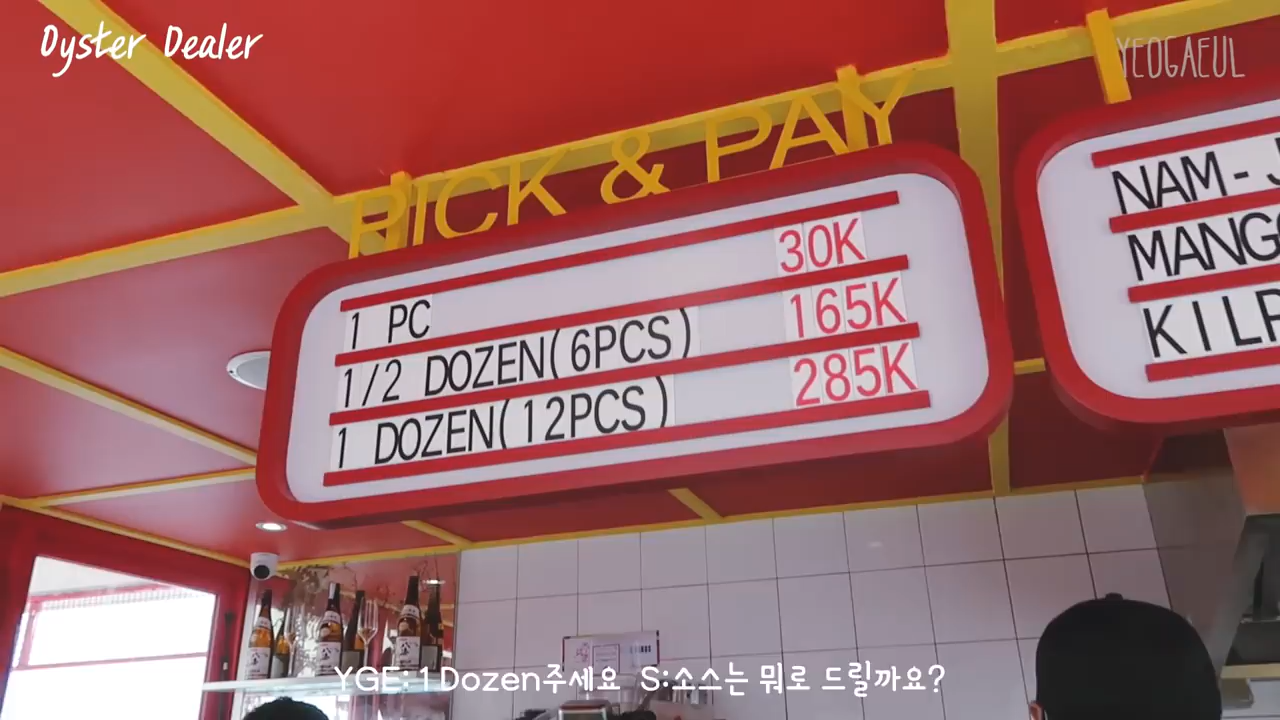 Oyster Dealer
YEOGAEUL
PICK & PAY
1 PC 30K
1/2 DOZEN(6PCS) 165K
1 DOZEN(12PCS) 285K
NAM-
MANG
KILP
YGE: 1 Dozen주세요 S:소스는 뭐로 드릴까요?